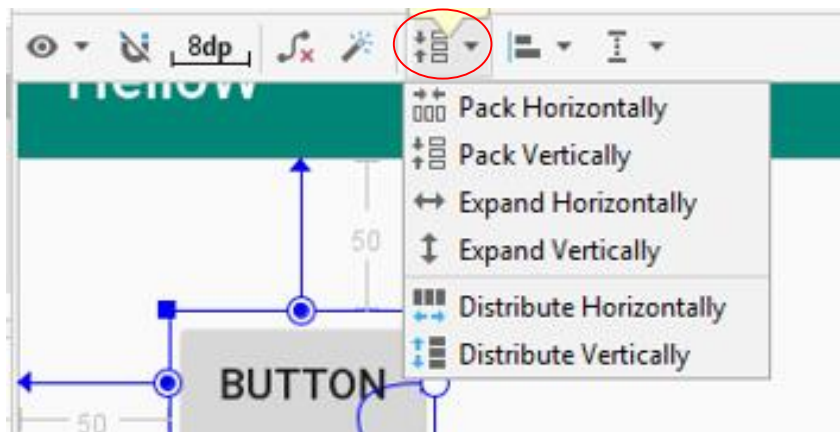 8dp
Hellow
Pack Horizontally
Pack Vertically
Expand Horizontally
50
Expand Vertically
Distribute Horizontally
Distribute Vertically
BUTTON
50